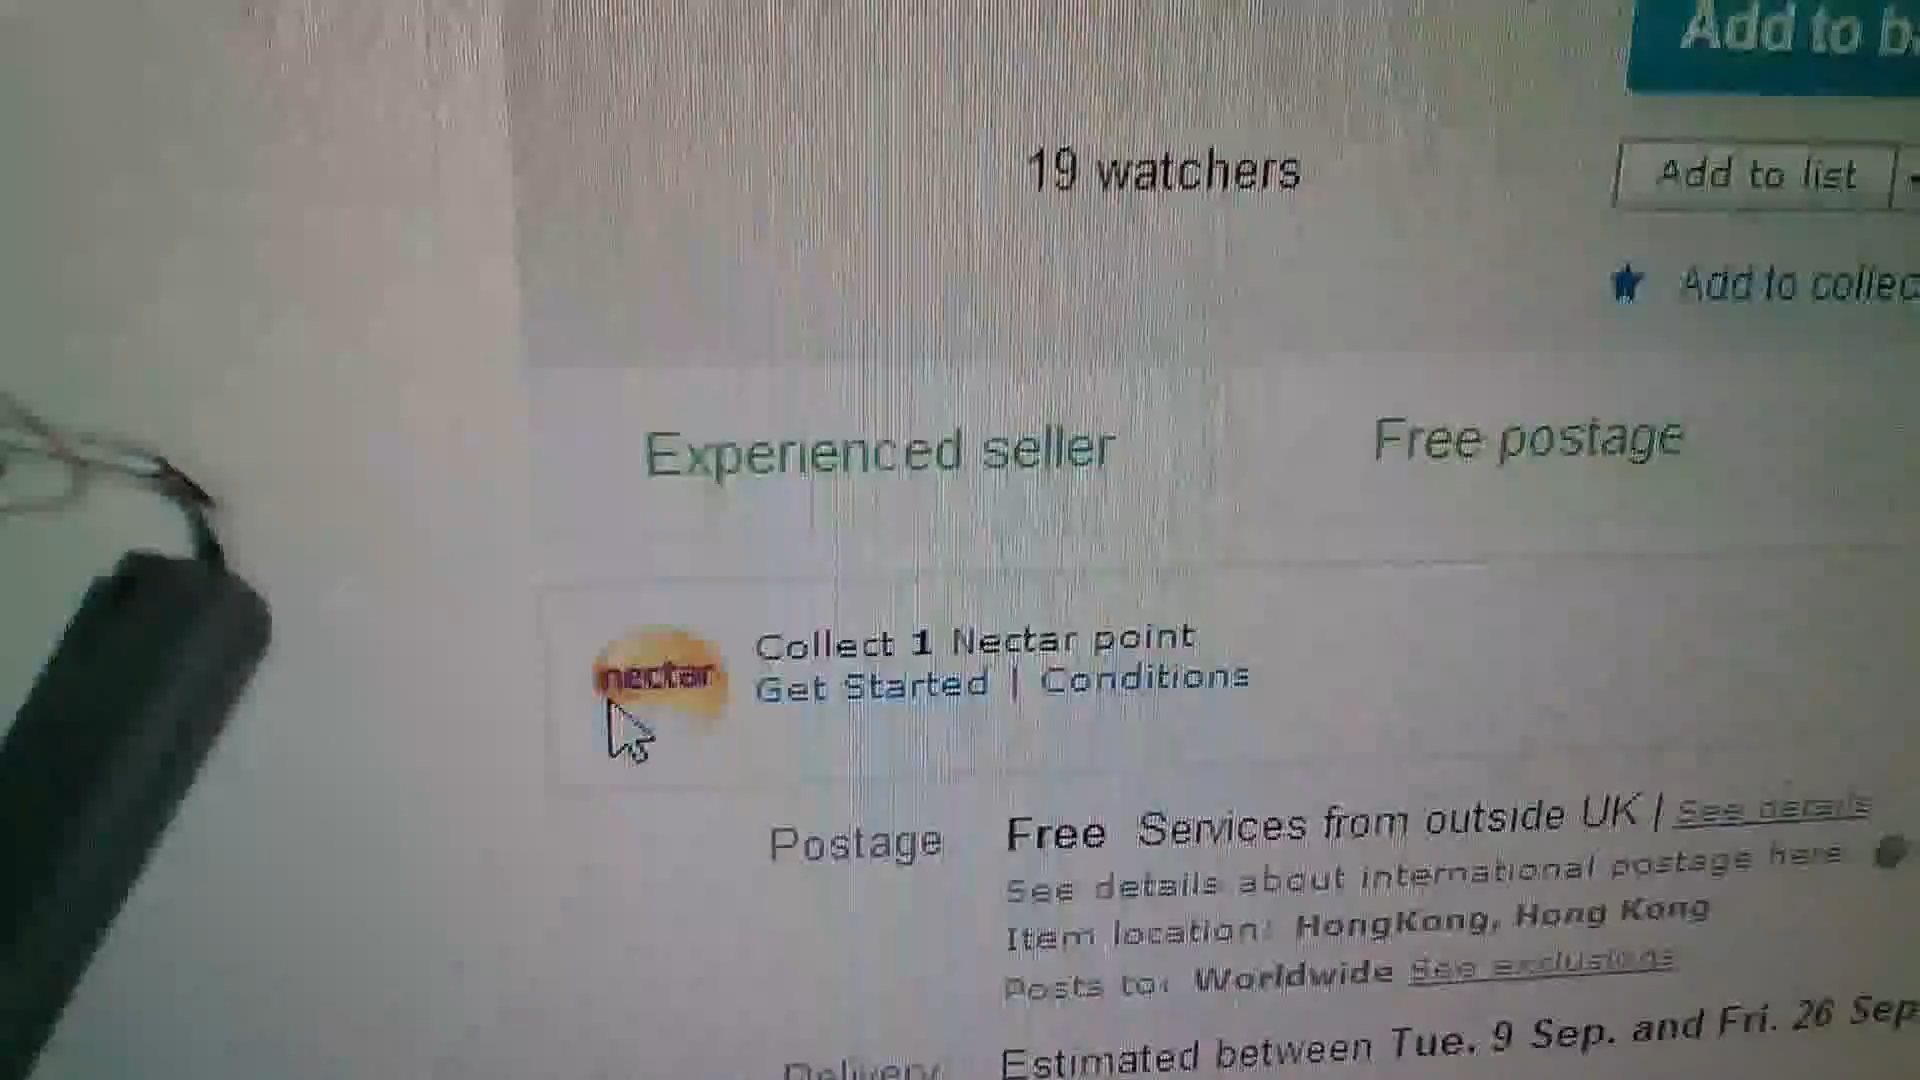 Add to
19 watchers
Add to list
Add to
Experienced seller
Free postage
nectar
Collect 1 Nectar point
Get Started | Conditions
Postage
Free Services from outside UK | See details
See details about international postage here.
Item location: HongKong, Hong Kong
Posts to: Worldwide See exclusions
Delivery
Estimated between Tue. 9 Sep. and Fri. 26 Sep.